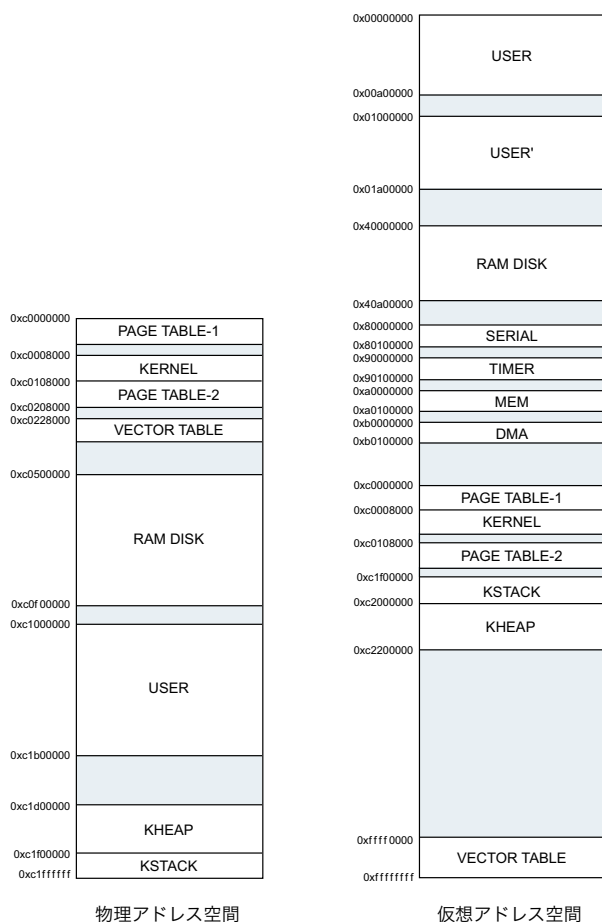 0xc0000000
PAGE TABLE-1
0xc0008000
KERNEL
0xc0108000
PAGE TABLE-2
0xc0208000
0xc0228000
VECTOR TABLE
0xc0500000
RAM DISK
0xc0f00000
0xc1000000
USER
0xc1b00000
0xc1d00000
KHEAP
0xc1f00000
KSTACK
0xc1ffffff
物理アドレス空間
0x00000000
USER
0x00a00000
0x01000000
USER'
0x01a00000
0x40000000
RAM DISK
0x40a00000
0x80000000
SERIAL
0x80100000
0x90000000
TIMER
0x90100000
0xa0000000
MEM
0xa0100000
0xb0000000
DMA
0xb0100000
0xc0000000
PAGE TABLE-1
0xc0008000
KERNEL
0xc0108000
PAGE TABLE-2
0xc1f00000
KSTACK
0xc2000000
KHEAP
0xc2200000
0xffff0000
VECTOR TABLE
0xffffffff
仮想アドレス空間